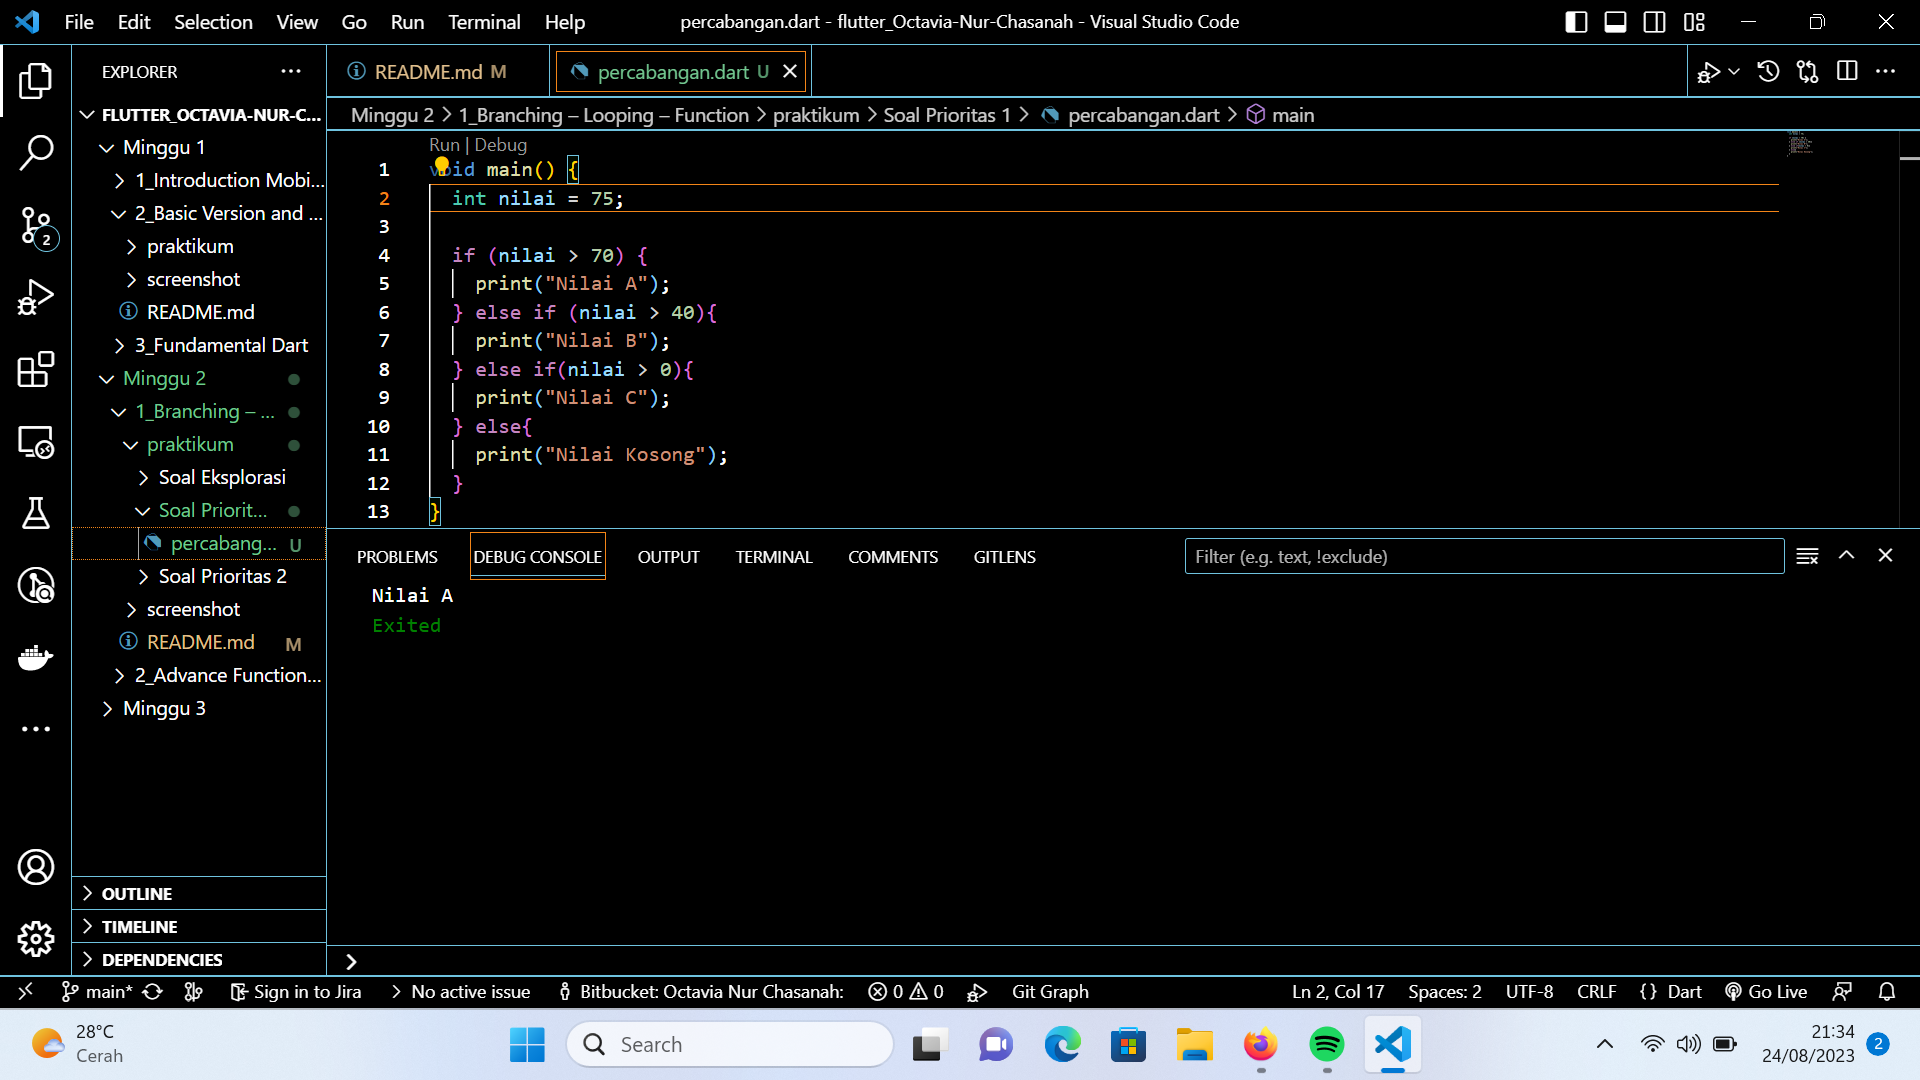 File Edit Selection View Go Run Terminal Help percabangan.dart - flutter_Octavia-Nur-Chasanah - Visual Studio Code
EXPLORER
README.md M percabangan.dart U
FLUTTER_OCTAVIA-NUR-C...
Minggu 1
1_Introduction Mobi...
2_Basic Version and ...
praktikum
screenshot
README.md
3_Fundamental Dart
Minggu 2
1_Branching – ...
praktikum
Soal Eksplorasi
Soal Priorit...
percabang... U
Soal Prioritas 2
screenshot
README.md M
2_Advance Function...
Minggu 3
OUTLINE
TIMELINE
DEPENDENCIES
2
Minggu 2 > 1_Branching – Looping – Function > praktikum > Soal Prioritas 1 > percabangan.dart > main
Run | Debug
1 void main() {
2 int nilai = 75;
3
4 if (nilai > 70) {
5 print("Nilai A");
6 } else if (nilai > 40){
7 print("Nilai B");
8 } else if(nilai > 0){
9 print("Nilai C");
10 } else{
11 print("Nilai Kosong");
12 }
13 }
PROBLEMS DEBUG CONSOLE OUTPUT TERMINAL COMMENTS GITLENS Filter (e.g. text, !exclude)
Nilai A
Exited
>
main* Sign in to Jira > No active issue Bitbucket: Octavia Nur Chasanah: 0 0 Git Graph Ln 2, Col 17 Spaces: 2 UTF-8 CRLF {} Dart Go Live
28°C
Cerah
Search
21:34
24/08/2023
2